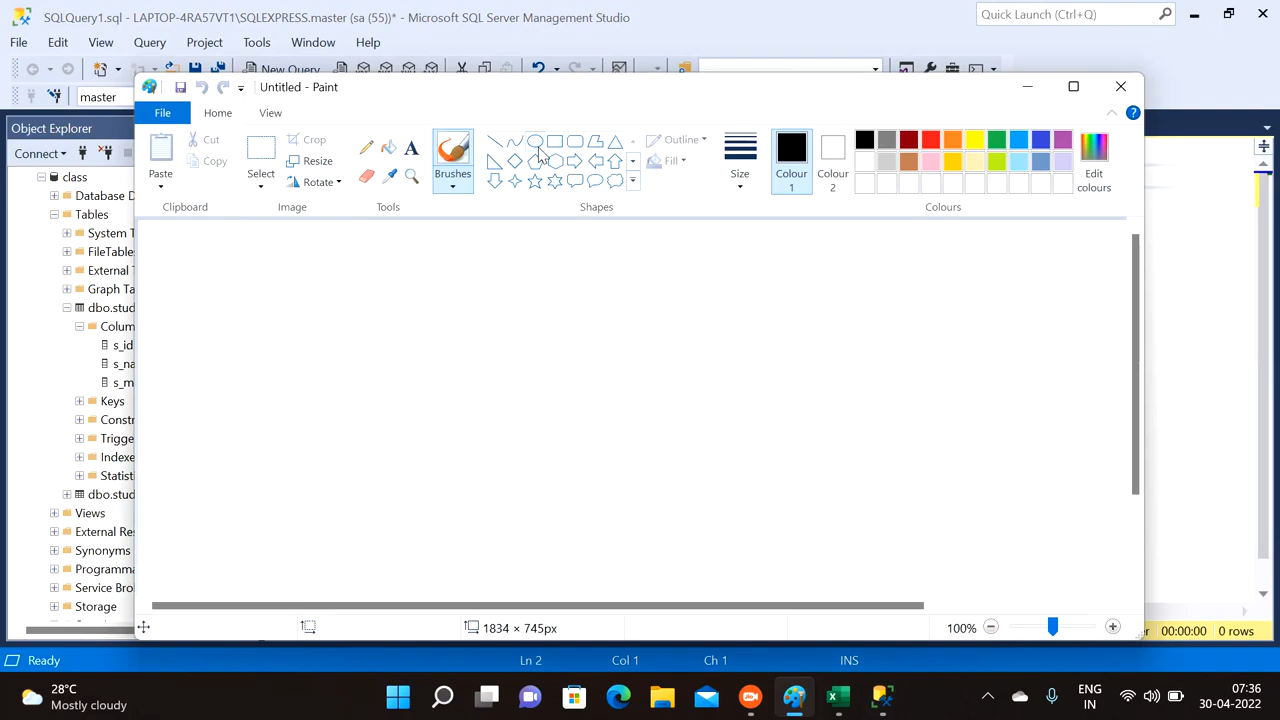 SQLQuery1.sql - LAPTOP-4RA57VT1\SQLEXPRESS.master (sa (55))* - Microsoft SQL Server Management Studio
Quick Launch (Ctrl+Q)
File Edit View Query Project Tools Window Help
New Query
master
Untitled - Paint
File Home View
Object Explorer
Connect
Paste
Cut
Copy
Clipboard
Select
Crop
Resize
Rotate
Image
Tools
Brushes
Shapes
Outline
Fill
Size
Colour 1
Colour 2
Edit colours
Colours
class
Database D
Tables
System T
FileTable
External T
Graph Ta
dbo.stud
Colum
s_id
s_na
s_m
Keys
Constr
Trigge
Indexe
Statisti
dbo.stud
Views
External Re
Synonyms
Programma
Service Bro
Storage
1834 × 745px
100%
00:00:00 0 rows
Ready
Ln 2
Col 1
Ch 1
INS
28°C
Mostly cloudy
ENG
IN
07:36
30-04-2022